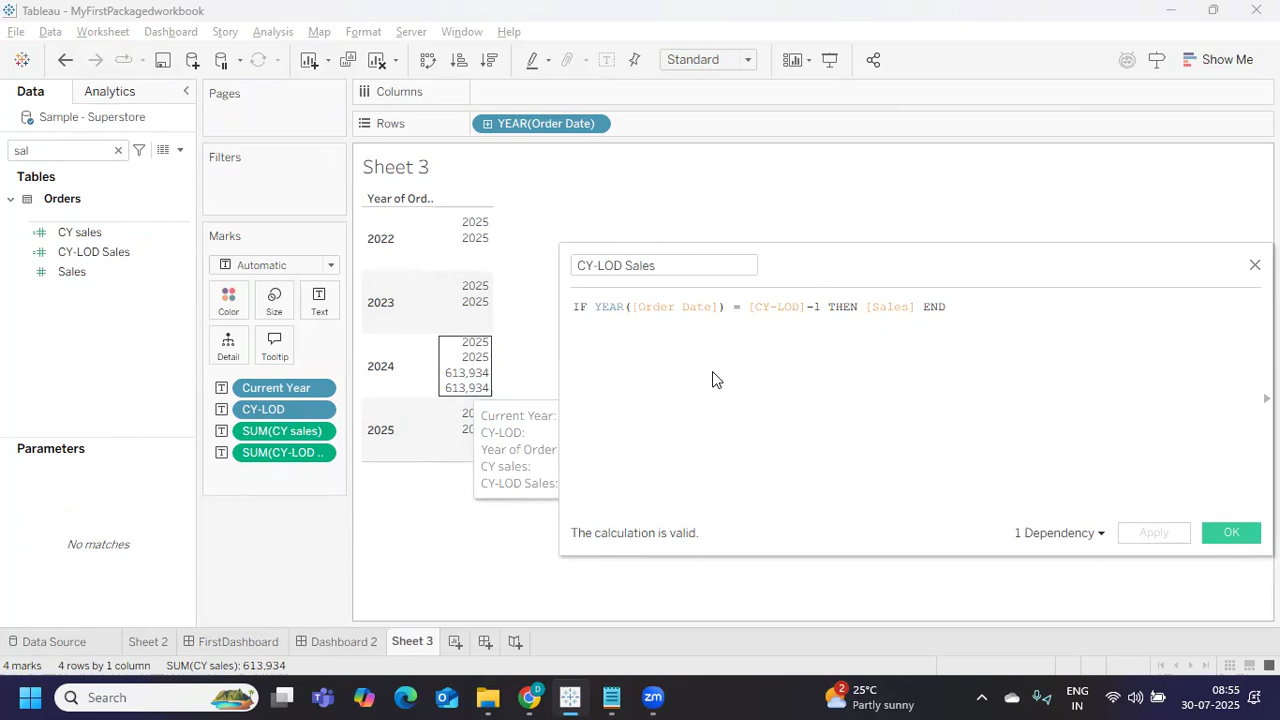 Tableau - MyFirstPackagedworkbook
File Data Worksheet Dashboard Story Analysis Map Format Server Window Help
Standard
Show Me
Data Analytics
Sample - Superstore
sal
Tables
Orders
CY sales
CY-LOD Sales
Sales
Parameters
No matches
Pages
Filters
Marks
Automatic
Color Size Text
Detail Tooltip
Current Year
CY-LOD
SUM(CY sales)
SUM(CY-LOD ..
Columns
Rows YEAR(Order Date)
Sheet 3
Year of Ord..
2022 2025
2025
2023 2025
2025
2024 2025
2025
613,934
613,934
2025 20
20
Current Year:
CY-LOD:
Year of Order
CY sales:
CY-LOD Sales:
CY-LOD Sales
IF YEAR([Order Date]) = [CY-LOD]-1 THEN [Sales] END
The calculation is valid.
1 Dependency
Apply
OK
Data Source Sheet 2 FirstDashboard Dashboard 2 Sheet 3
4 marks 4 rows by 1 column SUM(CY sales): 613,934
Search
2
25°C
Partly sunny
ENG
IN
08:55
30-07-2025